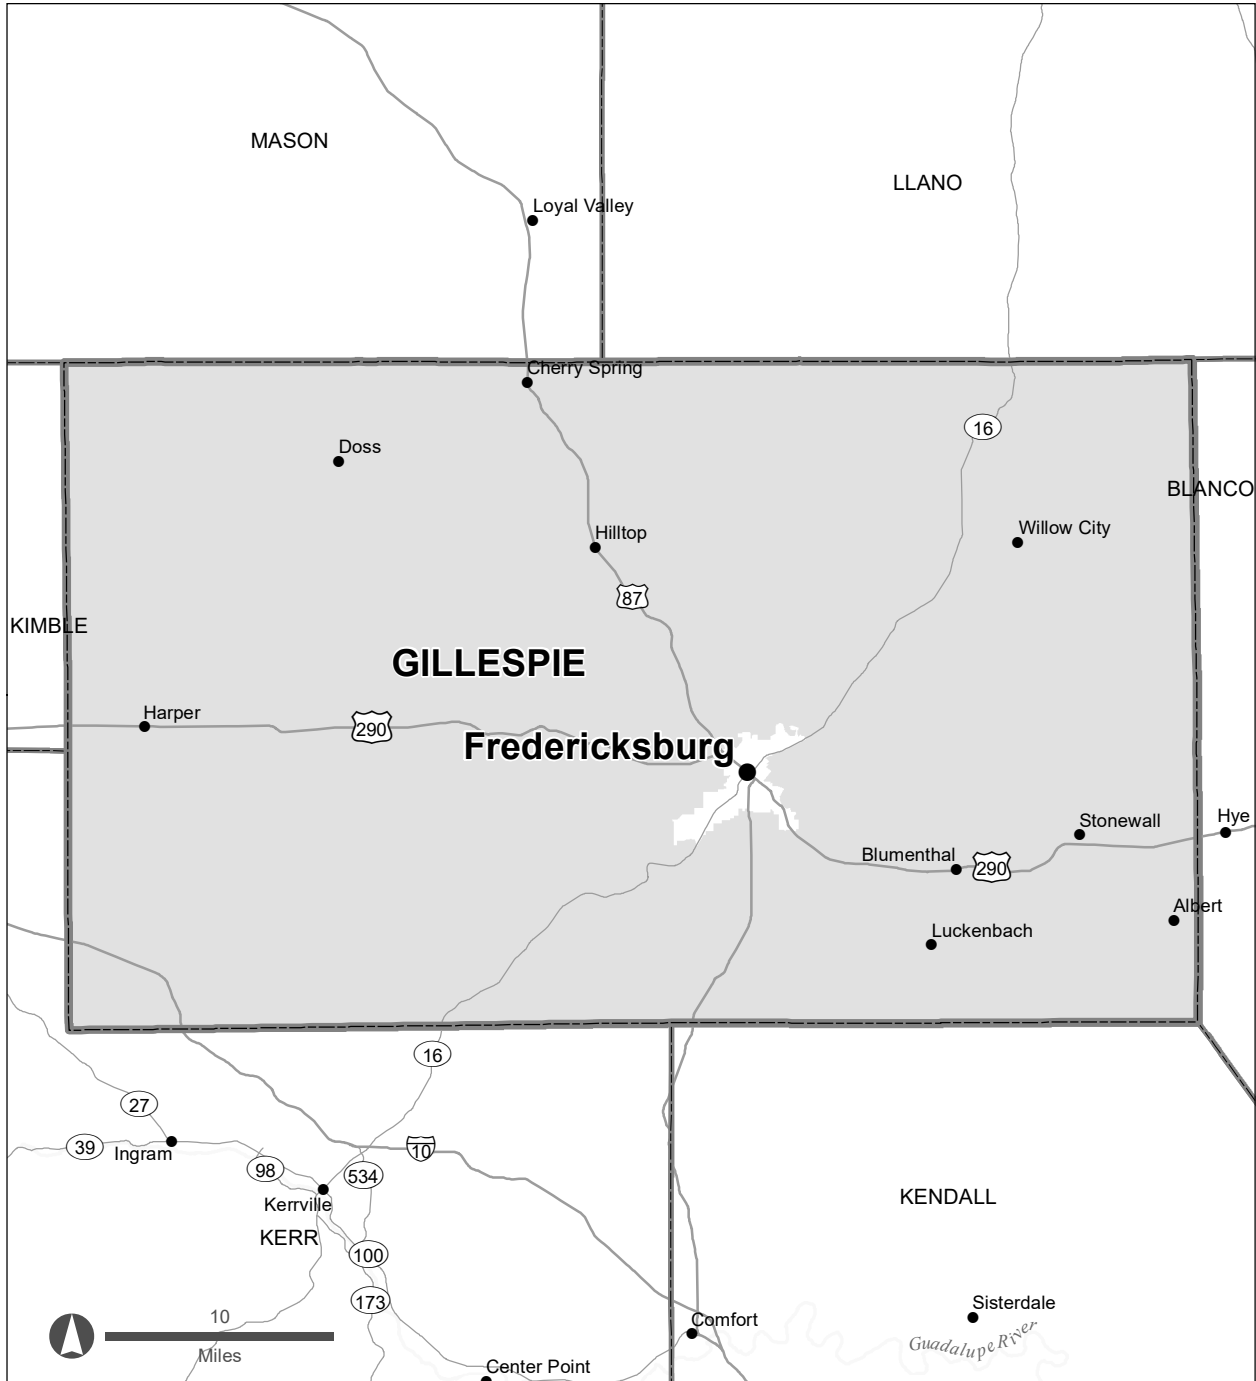 MASON
LLANO
Loyal Valley
Cherry Spring
16
Doss
BLANCO
Willow City
Hilltop
87
KIMBLE
GILLESPIE
Harper
290
Fredericksburg
Stonewall
Hye
Blumenthal
290
Albert
Luckenbach
16
27
39
Ingram
10
98
534
Kerrville
KENDALL
KERR
100
173
10
Miles
Comfort
Sisterdale
Guadalupe River
Center Point